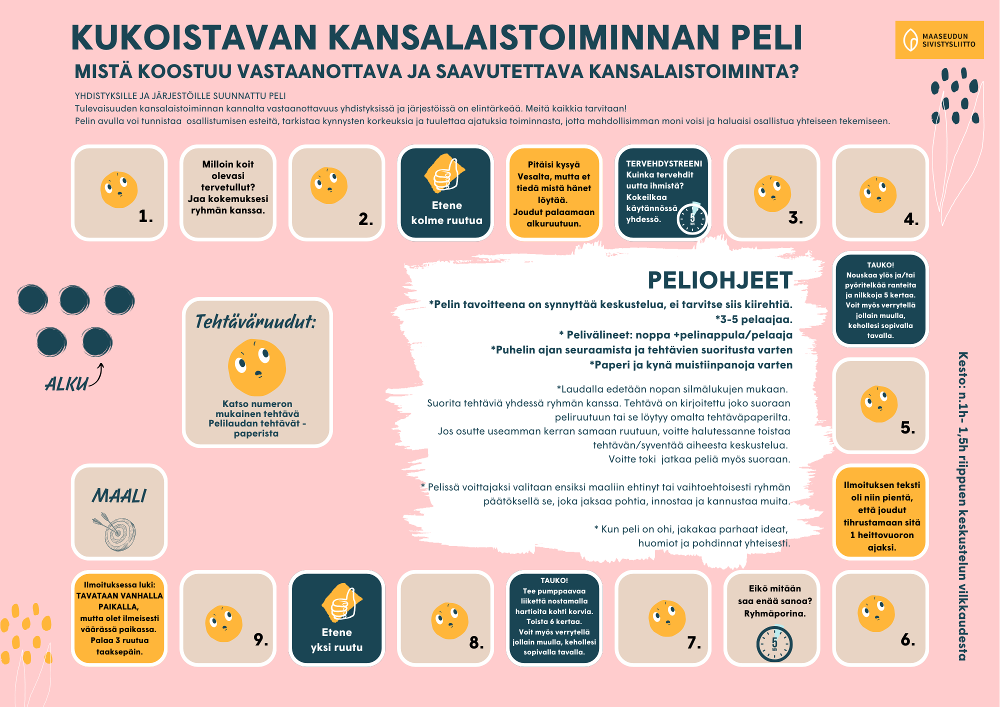 KUKOISTAVAN KANSALAISTOIMINNAN PELI
MAASEUDUN
SIVISTYSLIITTO
MISTÄ KOOSTUU VASTAANOTTAVA JA SAAVUTETTAVA KANSALAISTOIMINTA?
YHDISTYKSILLE JA JÄRJESTÖILLE SUUNNATTU PELI
Tulevaisuuden kansalaistoiminnan kannalta vastaanottavuus yhdistyksissä ja järjestöissä on elintärkeää. Meitä kaikkia tarvitaan!
Pelin avulla voi tunnistaa  osallistumisen esteitä, tarkistaa kynnysten korkeuksia ja tuulettaa ajatuksia toiminnasta, jotta mahdollisimman moni voisi ja haluaisi osallistua yhteiseen tekemiseen.
1.
Milloin koit
olevasi
tervetullut?
Jaa kokemuksesi
ryhmän kanssa.
2.
Etene
kolme ruutua
Pitäisi kysyä
Vesalta, mutta et
tiedä mistä hänet
löytää.
Joudut palaamaan
alkuruutuun.
TERVEHDYSTREENI
Kuinka tervehdit
uutta ihmistä?
Kokeilkaa
käytännössä
yhdessö.
5
MIN
3.
4.
TAUKO!
Nouskaa ylös ja/tai
pyöritelkää ranteita
ja nilkkoja 5 kertaa.
Voit myös verrytellä
jollain muulla,
kehollesi sopivalla
tavalla.
5.
Ilmoituksen teksti
oli niin pientä,
että joudut
tihrustamaan sitä
1 heittovuoron
ajaksi.
Kesto: n.1h- 1,5h riippuen keskustelun vilkkaudesta
ALKU
Tehtäväruudut:
Katso numeron
mukainen tehtävä
Pelilaudan tehtävät -
paperista
PELIOHJEET
*Pelin tavoitteena on synnyttää keskustelua, ei tarvitse siis kiirehtiä.
*3-5 pelaajaa.
* Pelivälineet: noppa +pelinappula/pelaaja
*Puhelin ajan seuraamista ja tehtävien suoritusta varten
*Paperi ja kynä muistiinpanoja varten
*Laudalla edetään nopan silmälukujen mukaan.
Suorita tehtäviä yhdessä ryhmän kanssa. Tehtävä on kirjoitettu joko suoraan
peliruutuun tai se löytyy omalta tehtäväpaperilta.
Jos osutte useamman kerran samaan ruutuun, voitte halutessanne toistaa
tehtävän/syventää aiheesta keskustelua.
Voitte toki  jatkaa peliä myös suoraan.
* Pelissä voittajaksi valitaan ensiksi maaliin ehtinyt tai vaihtoehtoisesti ryhmän
päätöksellä se, joka jaksaa pohtia, innostaa ja kannustaa muita.
* Kun peli on ohi, jakakaa parhaat ideat,
huomiot ja pohdinnat yhteisesti.
MAALI
Ilmoituksessa luki:
TAVATAAN VANHALLA
PAIKALLA,
mutta olet ilmeisesti
väärässä paikassa.
Palaa 3 ruutua
taaksepäin.
9.
Etene
yksi ruutu
8.
TAUKO!
Tee pumppaavaa
liikettä nostamalla
hartioita kohti korvia.
Toista 6 kertaa.
Voit myös verrytellä
jollain muulla, kehollesi
sopivalla tavalla.
7.
Eikö mitään
saa enää sanoa?
Ryhmäporina.
5
MIN
6.